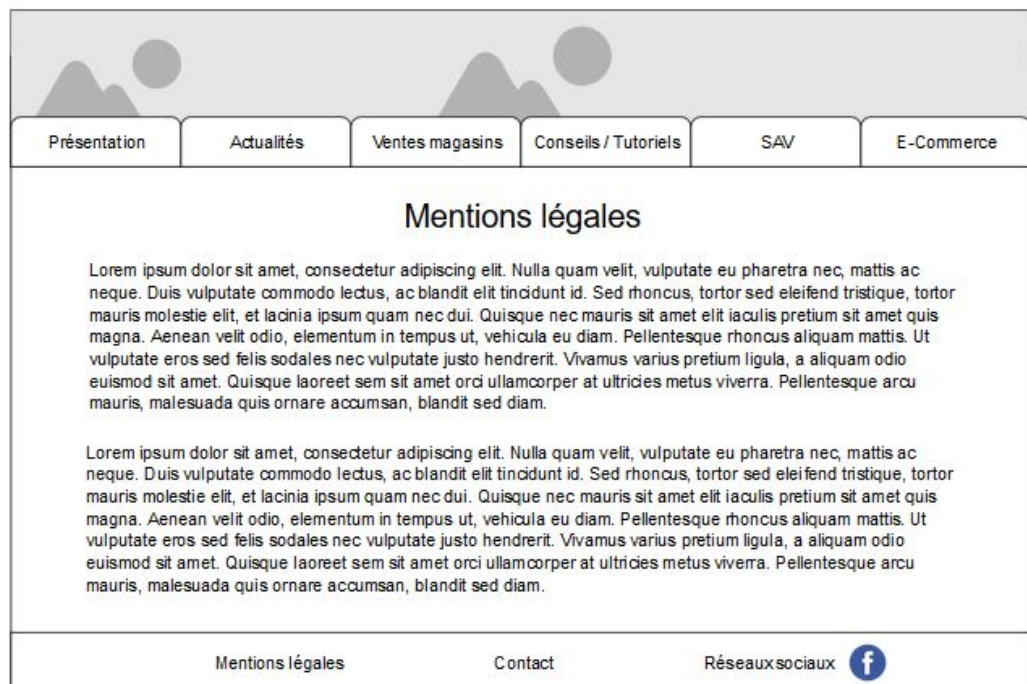 Présentation
Actualités
Ventes magasins
Conseils / Tutoriels
SAV
E-Commerce
Mentions légales
Lorem ipsum dolor sit amet, consectetur adipiscing elit. Nulla quam velit, vulputate eu pharetra nec, mattis ac
neque. Duis vulputate commodo lectus, ac blandit elit tincidunt id. Sed rhoncus, tortor sed eleifend tristique, tortor
mauris molestie elit, et lacinia ipsum quam nec dui. Quisque nec mauris sit amet elit iaculis pretium sit amet quis
magna. Aenean velit odio, elementum in tempus ut, vehicula eu diam. Pellentesque rhoncus aliquam mattis. Ut
vulputate eros sed felis sodales nec vulputate justo hendrerit. Vivamus varius pretium ligula, a aliquam odio
euismod sit amet. Quisque laoreet sem sit amet orci ullamcorper at ultricies metus viverra. Pellentesque arcu
mauris, malesuada quis ornare accumsan, blandit sed diam.
Lorem ipsum dolor sit amet, consectetur adipiscing elit. Nulla quam velit, vulputate eu pharetra nec, mattis ac
neque. Duis vulputate commodo lectus, ac blandit elit tincidunt id. Sed rhoncus, tortor sed eleifend tristique, tortor
mauris molestie elit, et lacinia ipsum quam nec dui. Quisque nec mauris sit amet elit iaculis pretium sit amet quis
magna. Aenean velit odio, elementum in tempus ut, vehicula eu diam. Pellentesque rhoncus aliquam mattis. Ut
vulputate eros sed felis sodales nec vulputate justo hendrerit. Vivamus varius pretium ligula, a aliquam odio
euismod sit amet. Quisque laoreet sem sit amet orci ullamcorper at ultricies metus viverra. Pellentesque arcu
mauris, malesuada quis ornare accumsan, blandit sed diam.
Mentions légales
Contact
Réseaux sociaux f